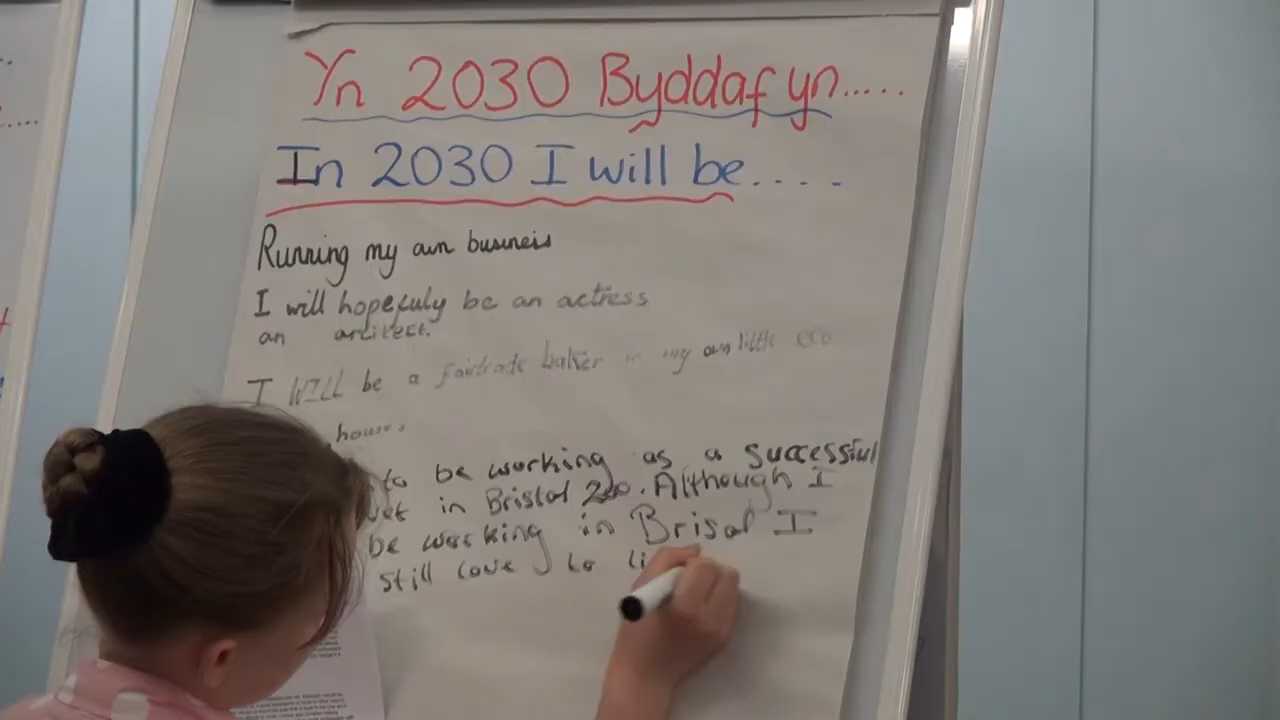 Yn 2030 Byddaf yn.....
In 2030 I will be....
Running my own business
I will hopefuly be an actress
an arcitect.
I WILL be a fairtrade baker in my own little eco
house.
to be working as a successful
vet in Bristol Zoo. Although I
be working in Brisol I
still love to li